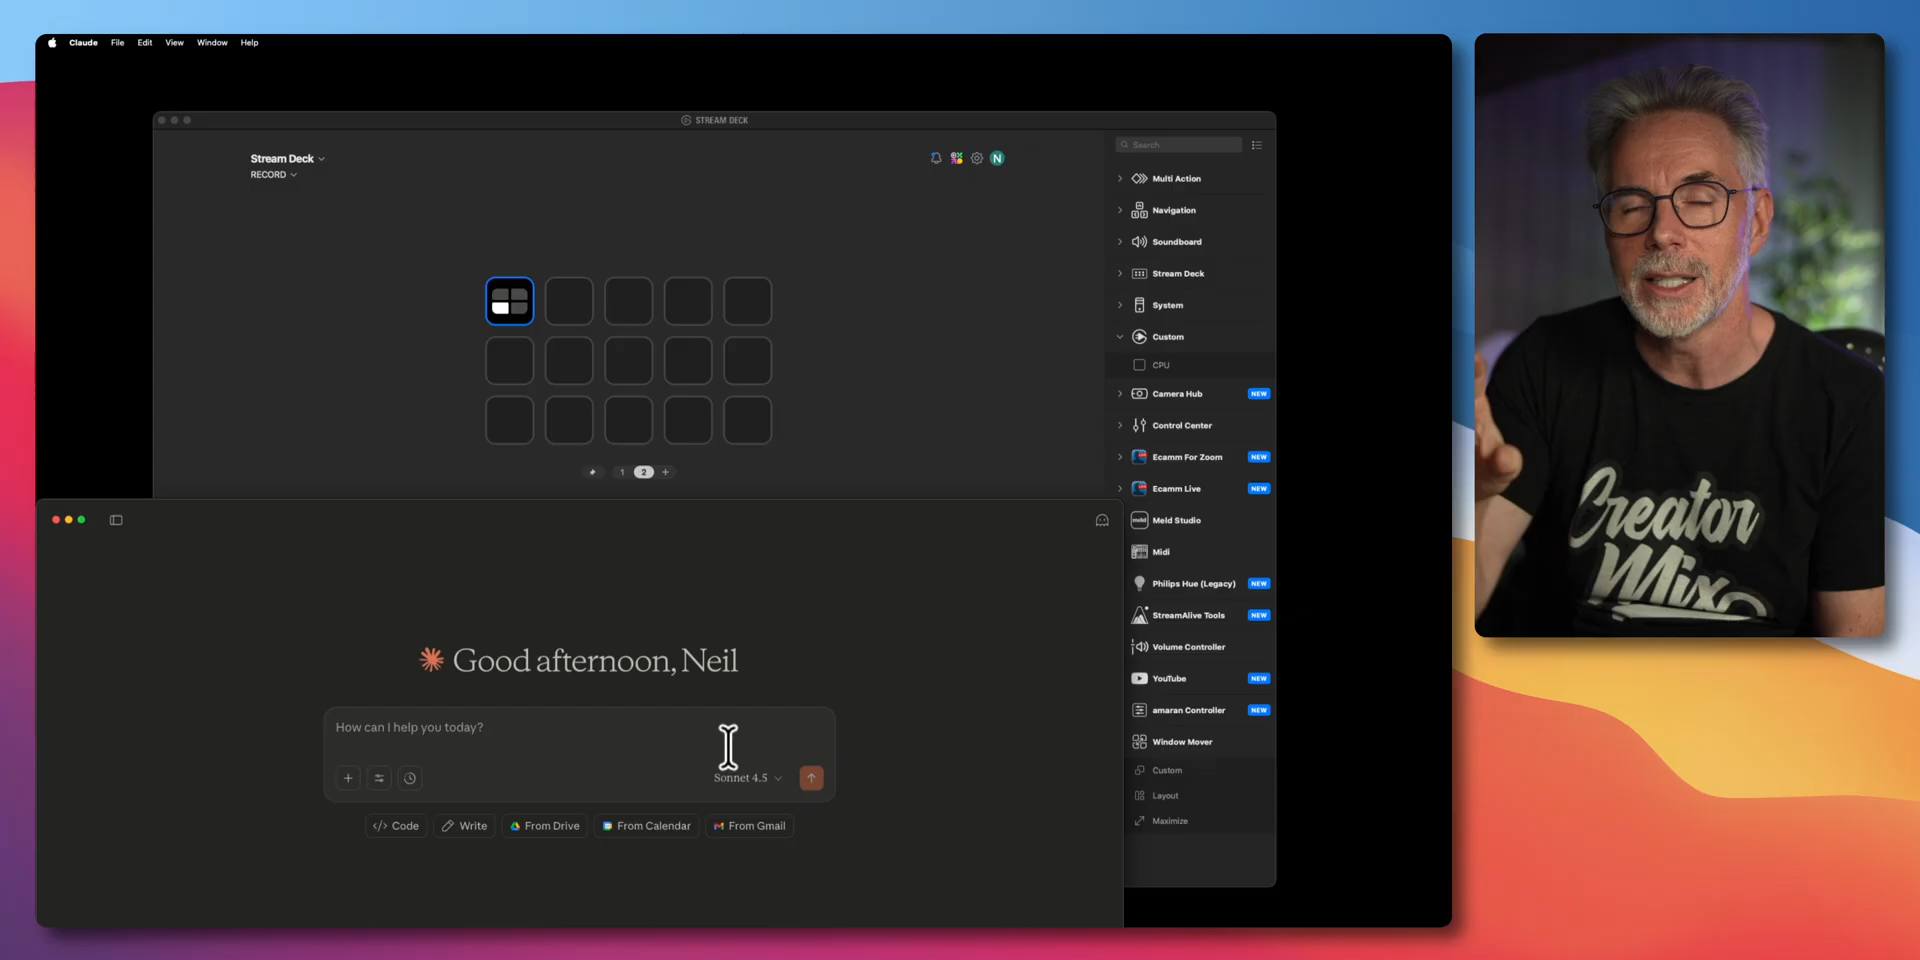 Claude File Edit View Window Help
STREAM DECK
Stream Deck
RECORD
N
Search
Multi Action
Navigation
Soundboard
Stream Deck
System
Custom
CPU
Camera Hub NEW
Control Center
Ecamm For Zoom NEW
Ecamm Live NEW
meld Meld Studio
Midi
Philips Hue (Legacy) NEW
StreamAlive Tools NEW
Volume Controller
YouTube NEW
amaran Controller NEW
Window Mover
Custom
Layout
Maximize
1 2 +
Good afternoon, Neil
How can I help you today?
Sonnet 4.5
Code Write From Drive From Calendar From Gmail
Creator
Mix